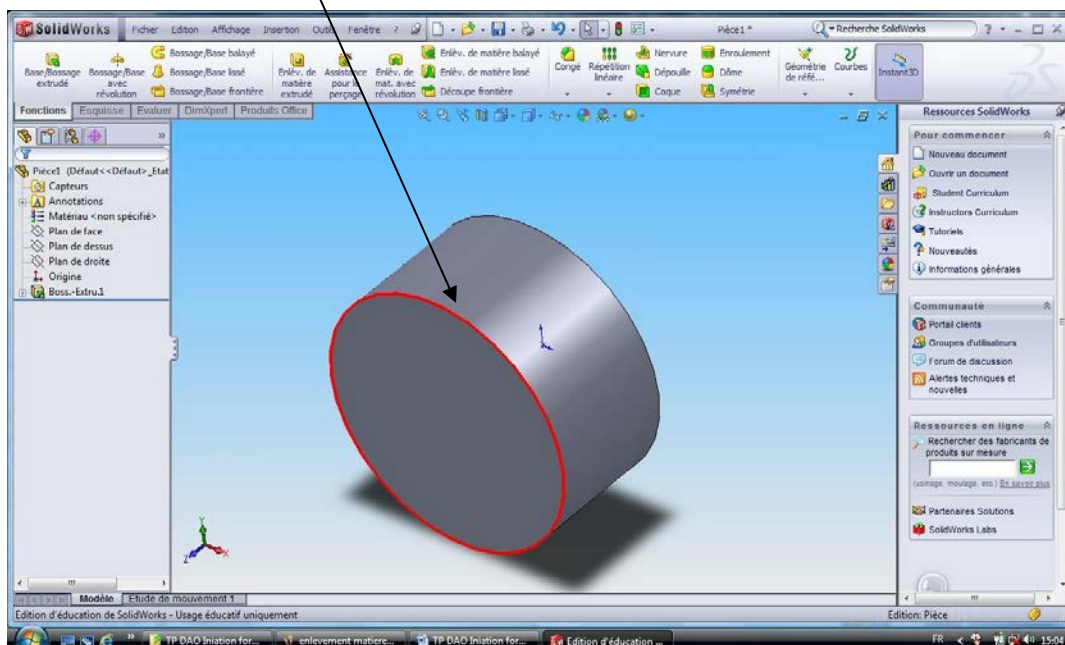 SolidWorks Fichier Edition Affichage Insertion Outils Fenêtre ? Pièce1 * Recherche SolidWorks ?
Base/Bossage extrudé
Bossage/Base avec révolution
Bossage/Base balayé
Bossage/Base lissé
Bossage/Base frontière
Enlèv. de matière extrudé
Assistance pour le perçage
Enlèv. de mat. avec révolution
Enlèv. de matière balayé
Enlèv. de matière lissé
Découpe frontière
Congé
Répétition linéaire
Nervure
Dépouille
Coque
Enroulement
Dôme
Symétrie
Géométrie de réfé...
Courbes
Instant3D
Fonctions Esquisse Evaluer DimXpert Produits Office
Pièce1 (Défaut<<Défaut>_Etat
Capteurs
Annotations
Matériau <non spécifié>
Plan de face
Plan de dessus
Plan de droite
Origine
Boss.-Extru.1
Y
X
Z
Ressources SolidWorks
Pour commencer
Nouveau document
Ouvrir un document
Student Curriculum
Instructors Curriculum
Tutoriels
Nouveautés
Informations générales
Communauté
Portail clients
Groupes d'utilisateurs
Forum de discussion
Alertes techniques et
nouvelles
Ressources en ligne
Rechercher des fabricants de
produits sur mesure
(usinage, moulage, etc.) En savoir plus
Partenaires Solutions
SolidWorks Labs
Modèle Etude de mouvement 1
Edition d'éducation de SolidWorks - Usage éducatif uniquement Edition: Pièce
TP DAO Iniation for... enlevement matiere... TP DAO Iniation for... Edition d'éducation ... FR 15:04